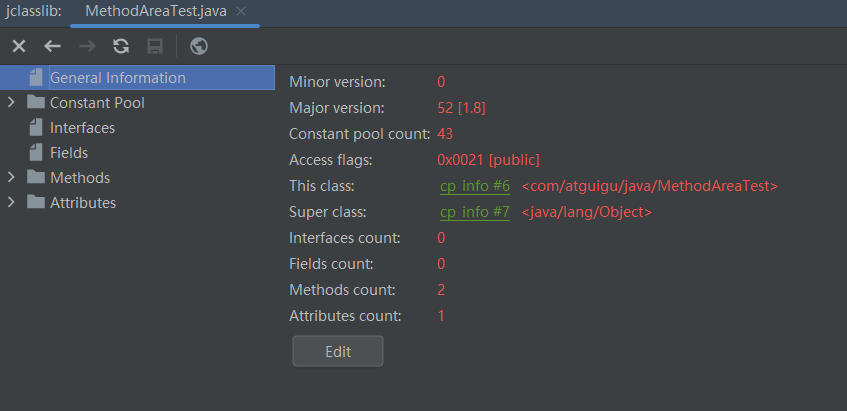 jclasslib: MethodAreaTest.java
General Information
Constant Pool
Interfaces
Fields
Methods
Attributes
Minor version: 0
Major version: 52 [1.8]
Constant pool count: 43
Access flags: 0x0021 [public]
This class: cp_info #6 <com/atguigu/java/MethodAreaTest>
Super class: cp_info #7 <java/lang/Object>
Interfaces count: 0
Fields count: 0
Methods count: 2
Attributes count: 1
Edit